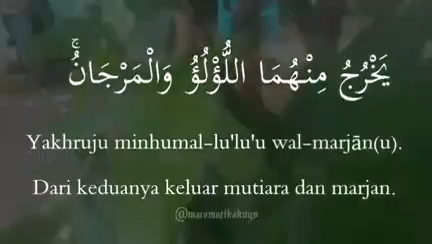 يَخْرُجُ مِنْهُمَا اللُّؤْلُؤُ وَالْمَرْجَانُۚ
Yakhruju minhumal-lu'lu'u wal-marjān(u).
Dari keduanya keluar mutiara dan marjan.